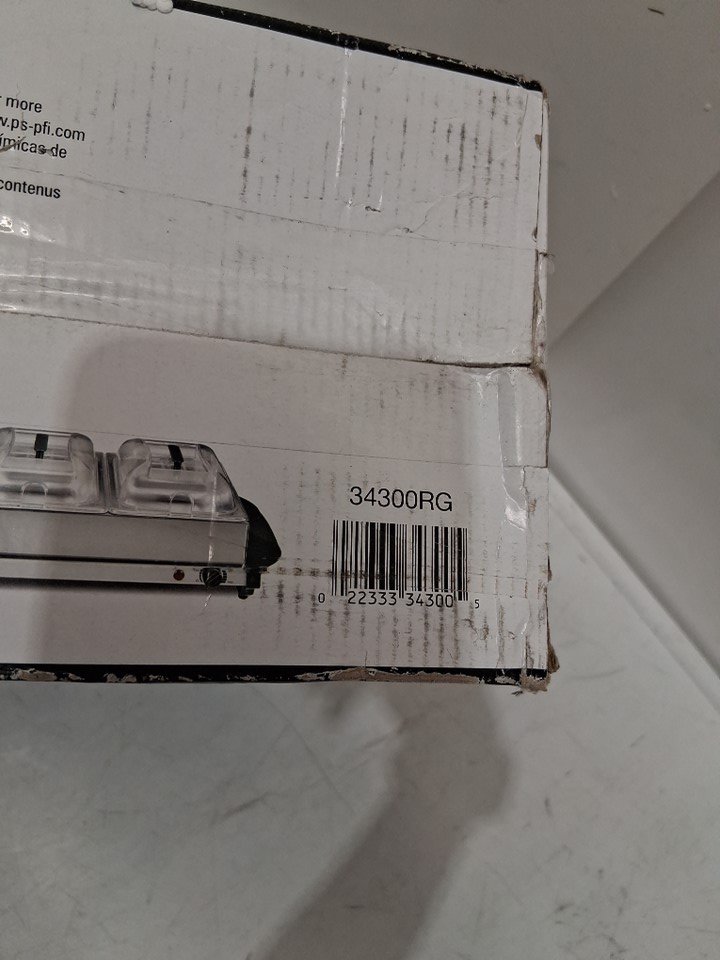 more
w.ps-pfi.com
ímicas de
contenus
34300RG
0 22333 34300 5